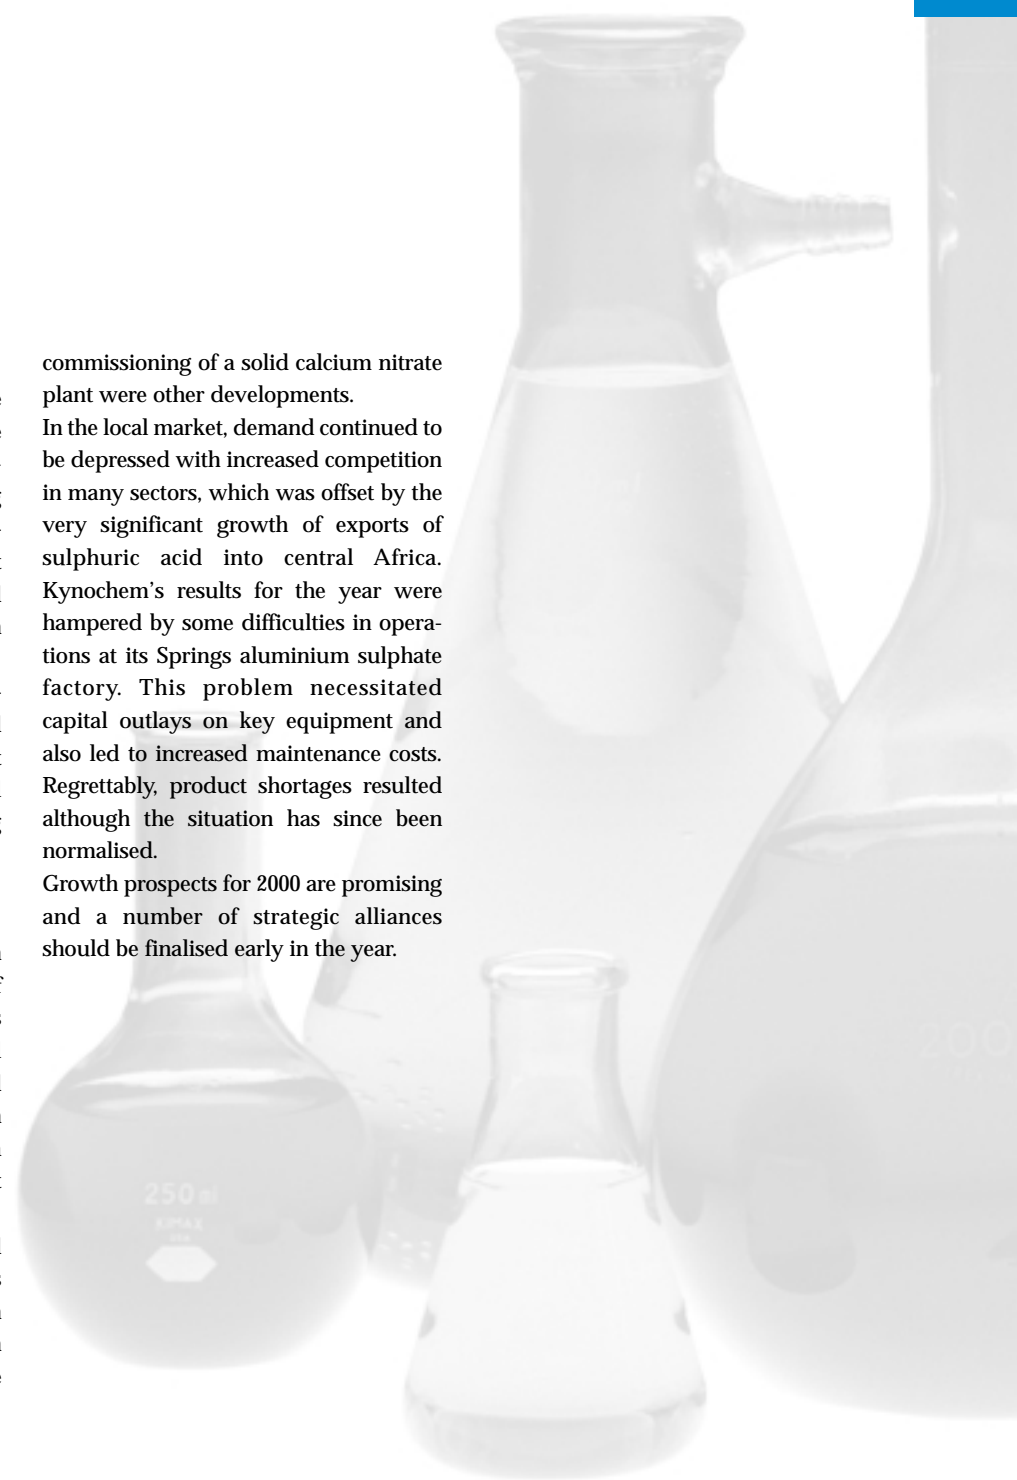 commissioning of a solid calcium nitrate
plant were other developments.
In the local market, demand continued to
be depressed with increased competition
in many sectors, which was offset by the
very significant growth of exports of
sulphuric acid into central Africa.
Kynochem's results for the year were
hampered by some difficulties in opera-
tions at its Springs aluminium sulphate
factory. This problem necessitated
capital outlays on key equipment and
also led to increased maintenance costs.
Regrettably, product shortages resulted
although the situation has since been
normalised.
Growth prospects for 2000 are promising
and a number of strategic alliances
should be finalised early in the year.
250 ml
KIMAX
200